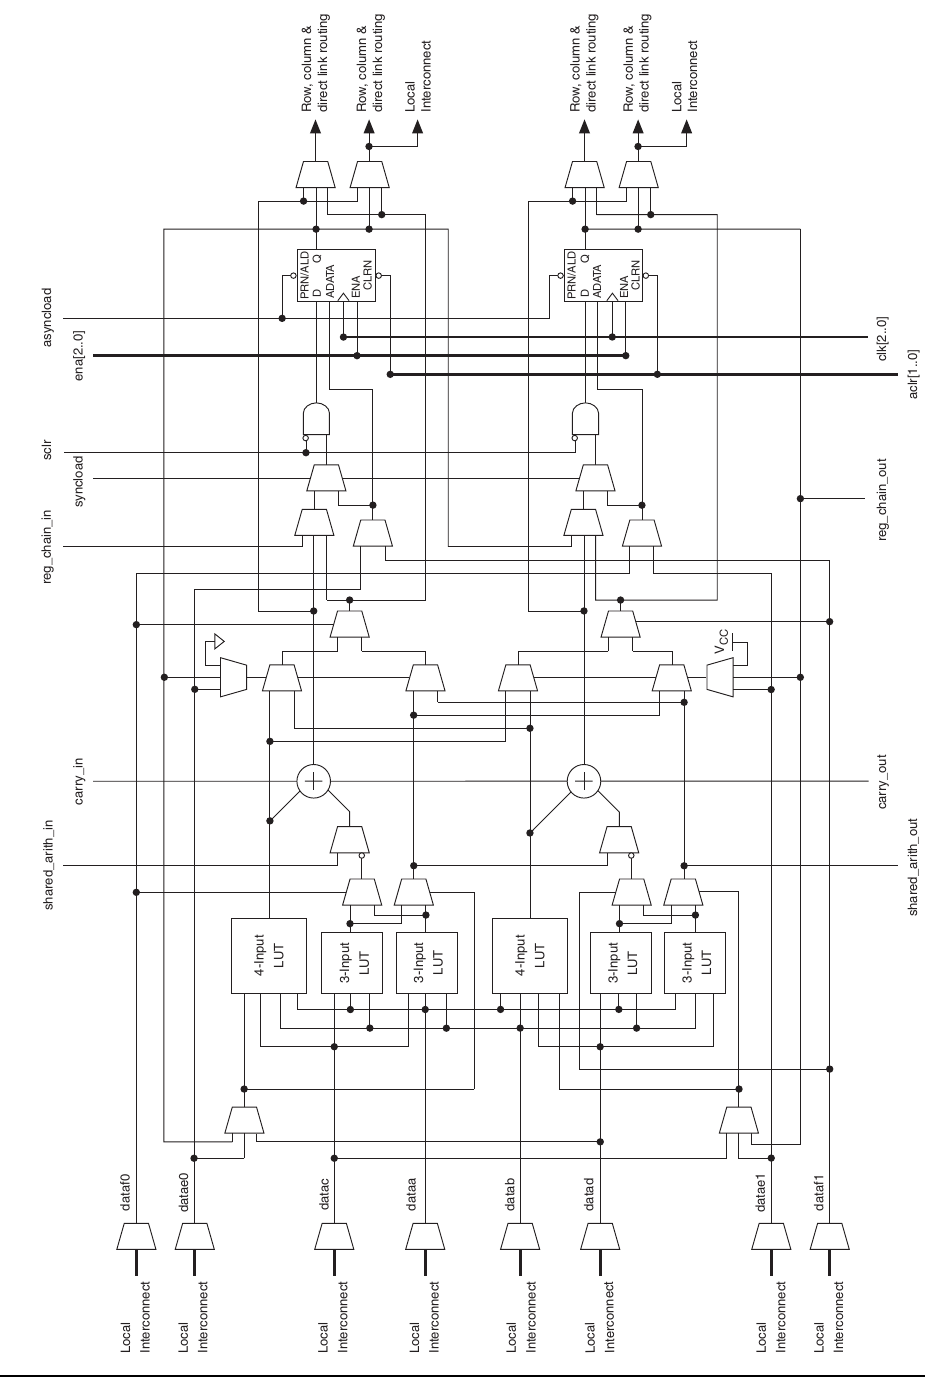 Row, column &
direct link routing
Row, column &
direct link routing
Local
Interconnect
Row, column &
direct link routing
Row, column &
direct link routing
Local
Interconnect
PRN/ALD
D Q
ADATA
ENA
CLRN
PRN/ALD
D Q
ADATA
ENA
CLRN
asyncload
ena[2..0]
clk[2..0]
aclr[1..0]
sclr
syncload
reg_chain_in
reg_chain_out
VCC
carry_in
carry_out
shared_arith_in
shared_arith_out
4-Input
LUT
3-Input
LUT
3-Input
LUT
4-Input
LUT
3-Input
LUT
3-Input
LUT
dataf0
datae0
datac
dataa
datab
datad
datae1
dataf1
Local
Interconnect
Local
Interconnect
Local
Interconnect
Local
Interconnect
Local
Interconnect
Local
Interconnect
Local
Interconnect
Local
Interconnect